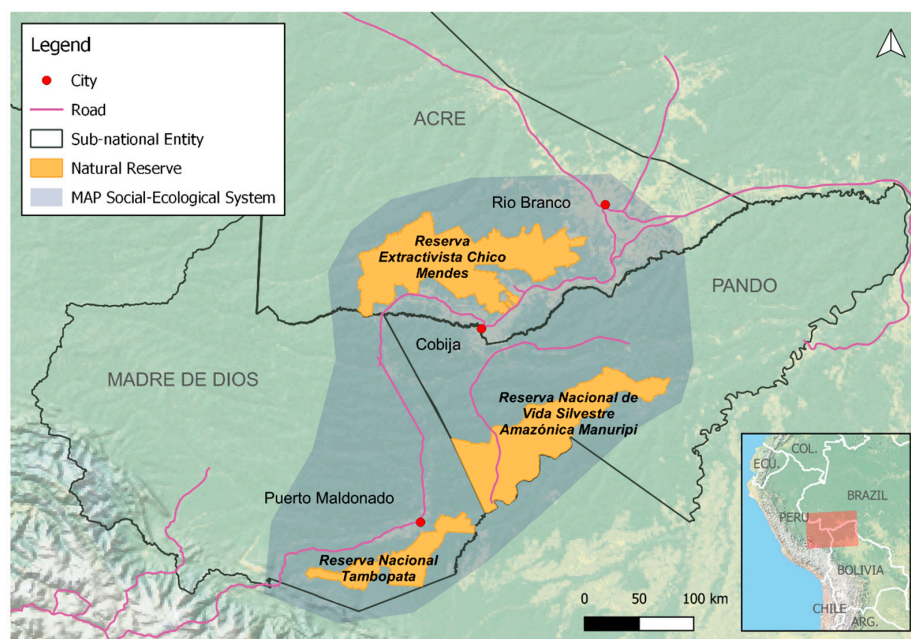 Legend
City
Road
Sub-national Entity
Natural Reserve
MAP Social-Ecological System
ACRE
Rio Branco
Reserva
Extractivista Chico
Mendes
PANDO
Cobija
MADRE DE DIOS
Reserva Nacional de
Vida Silvestre
Amazónica Manuripi
Puerto Maldonado
Reserva Nacional
Tambopata
0 50 100 km
COL.
ECU.
BRAZIL
PERU
BOLIVIA
CHILE
ARG.